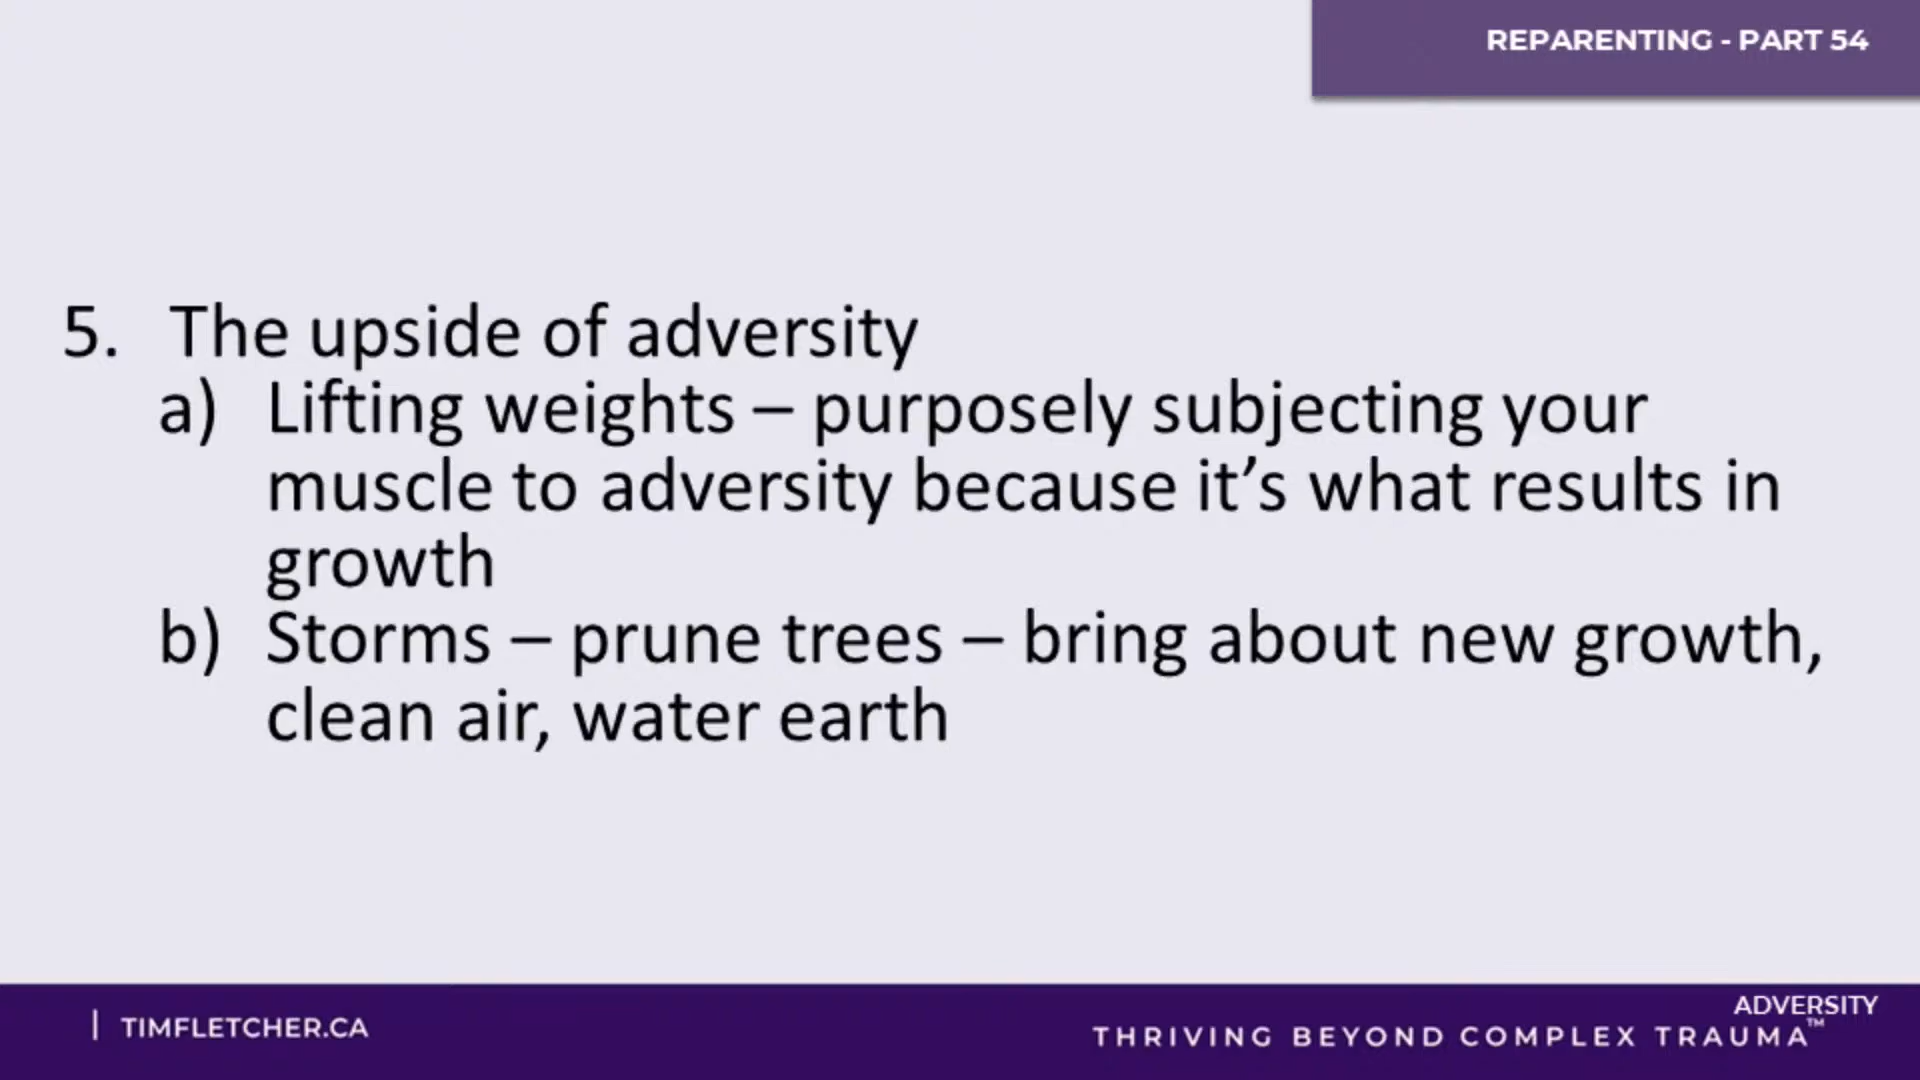 REPARENTING - PART 54
5. The upside of adversity
a) Lifting weights – purposely subjecting your
muscle to adversity because it’s what results in
growth
b) Storms – prune trees – bring about new growth,
clean air, water earth
| TIMFLETCHER.CA
ADVERSITY
THRIVING BEYOND COMPLEX TRAUMA™